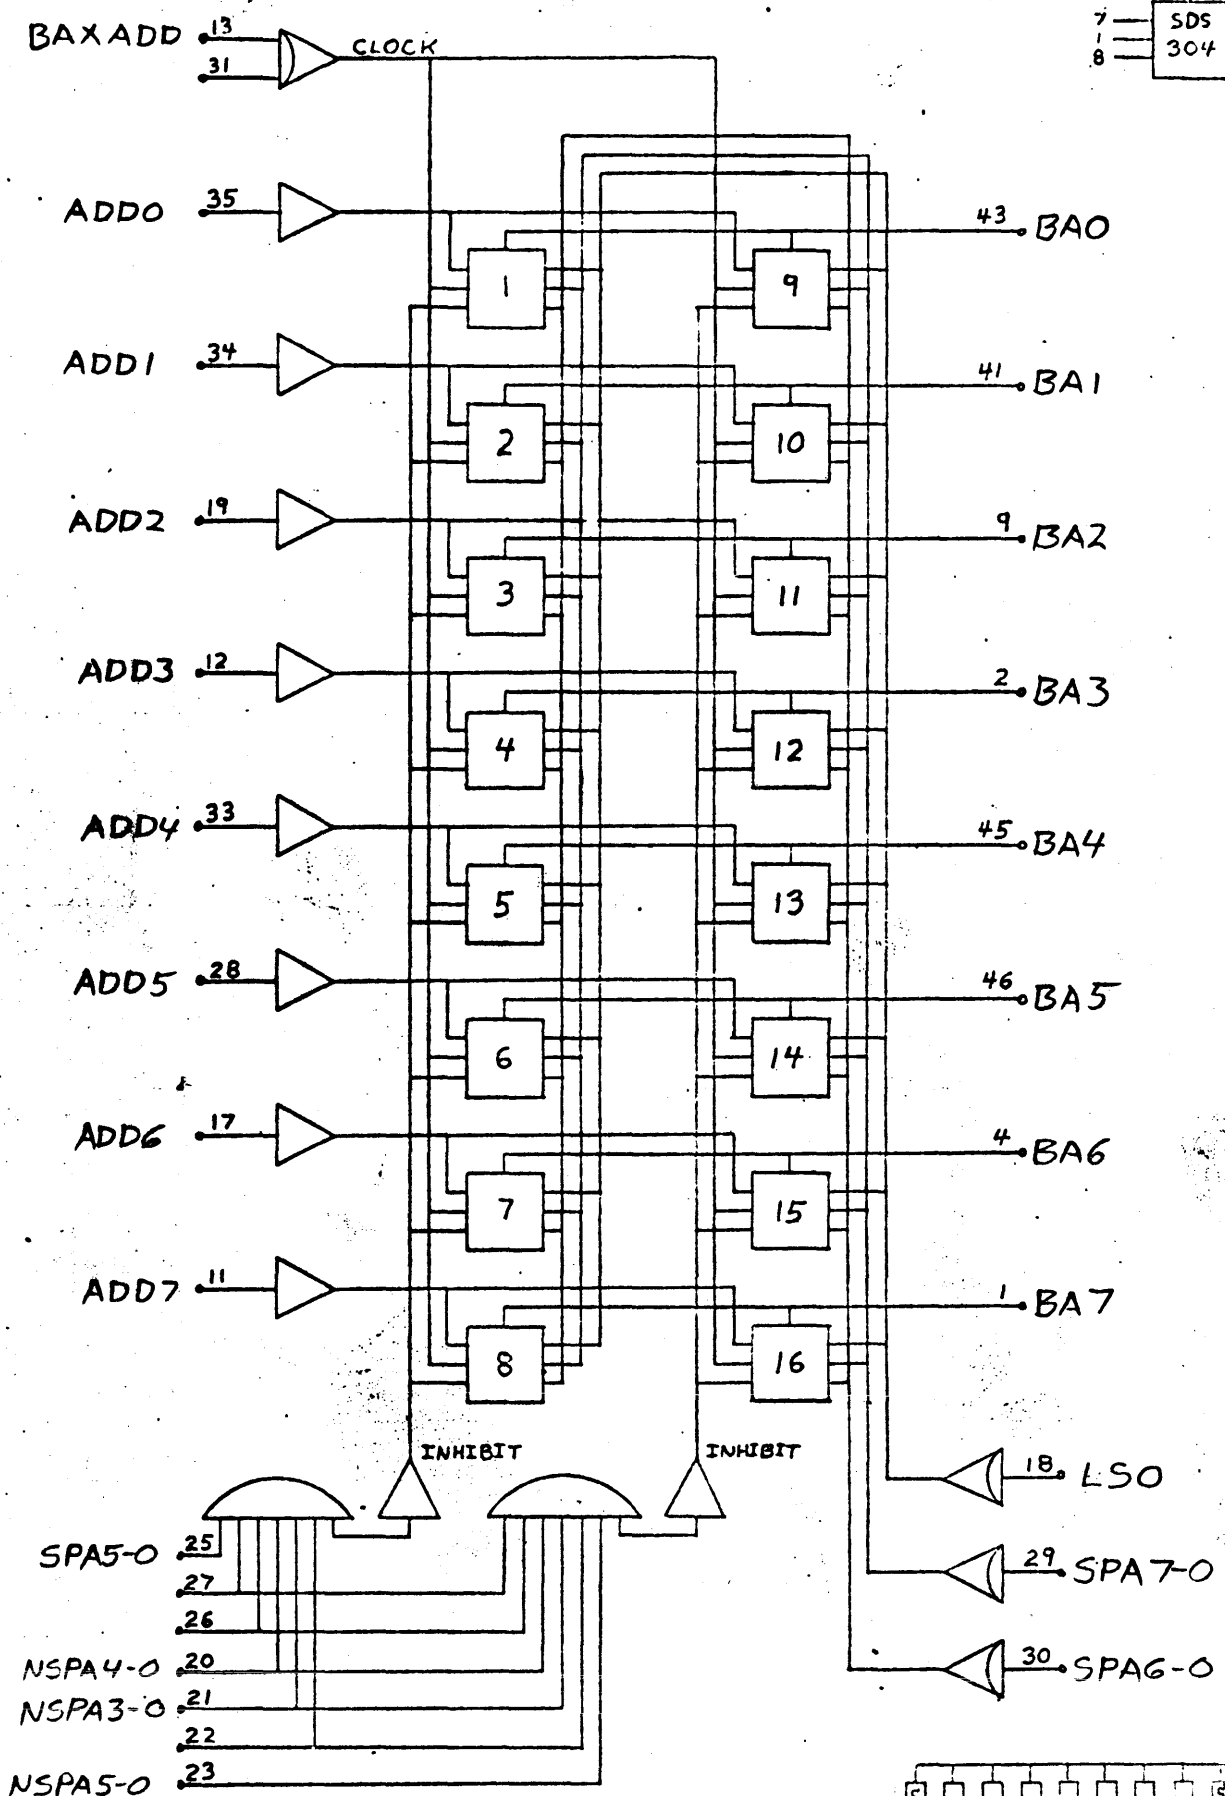 BAXADD 13
31
CLOCK
7 SDS
1 304
8
ADD0 35
43 BA0
1 9
ADD1 34
41 BA1
2 10
ADD2 19
9 BA2
3 11
ADD3 12
2 BA3
4 12
ADD4 33
45 BA4
5 13
ADD5 28
46 BA5
6 14
ADD6 17
4 BA6
7 15
ADD7 11
1 BA7
8 16
INHIBIT INHIBIT
18 LS0
SPA5-0 25
29 SPA7-0
27
26
NSPA4-0 20
30 SPA6-0
NSPA3-0 21
22
NSPA5-0 23